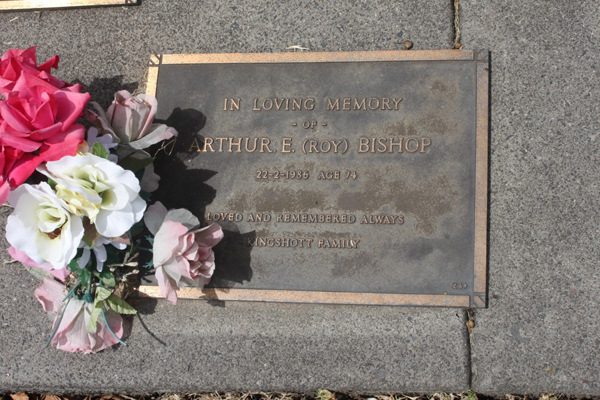 IN LOVING MEMORY
- OF -
ARTHUR E. (ROY) BISHOP
22-2-1986 AGE 74
LOVED AND REMEMBERED ALWAYS
KINGSHOTT FAMILY